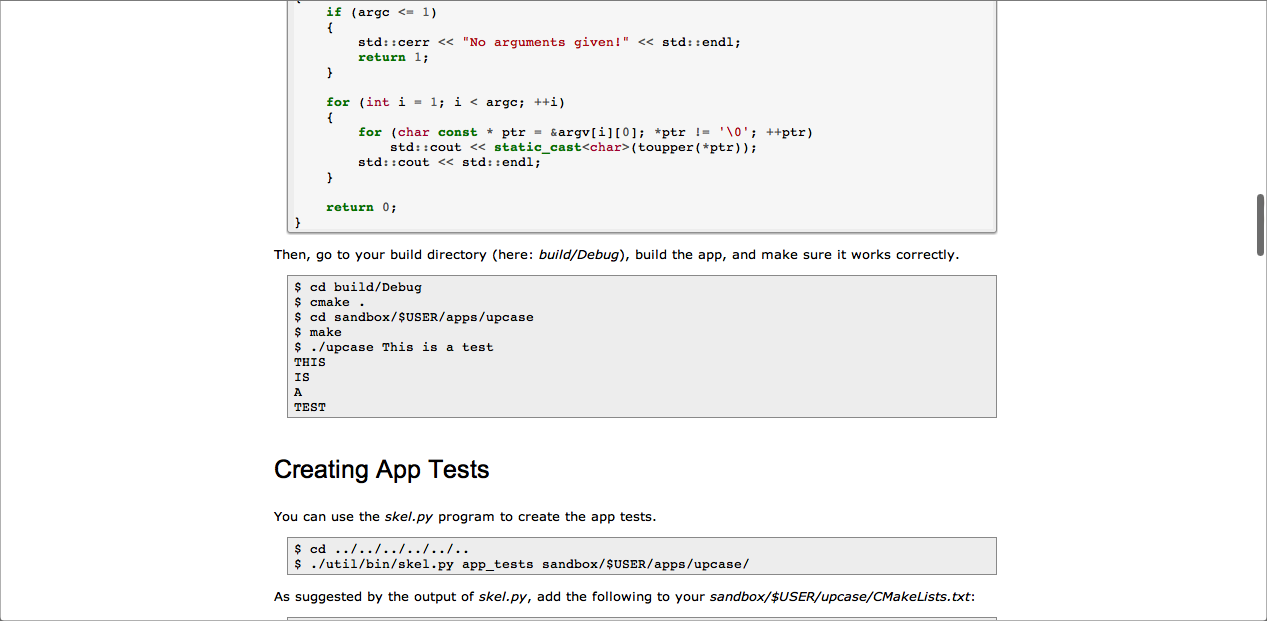 if (argc <= 1)
{
std::cerr << "No arguments given!" << std::endl;
return 1;
}
for (int i = 1; i < argc; ++i)
{
for (char const * ptr = &argv[i][0]; *ptr != '\0'; ++ptr)
std::cout << static_cast<char>(toupper(*ptr));
std::cout << std::endl;
}
return 0;
}
Then, go to your build directory (here: build/Debug), build the app, and make sure it works correctly.
$ cd build/Debug
$ cmake .
$ cd sandbox/$USER/apps/upcase
$ make
$ ./upcase This is a test
THIS
IS
A
TEST
Creating App Tests
You can use the skel.py program to create the app tests.
$ cd ../../../../../..
$ ./util/bin/skel.py app_tests sandbox/$USER/apps/upcase/
As suggested by the output of skel.py, add the following to your sandbox/$USER/upcase/CMakeLists.txt: